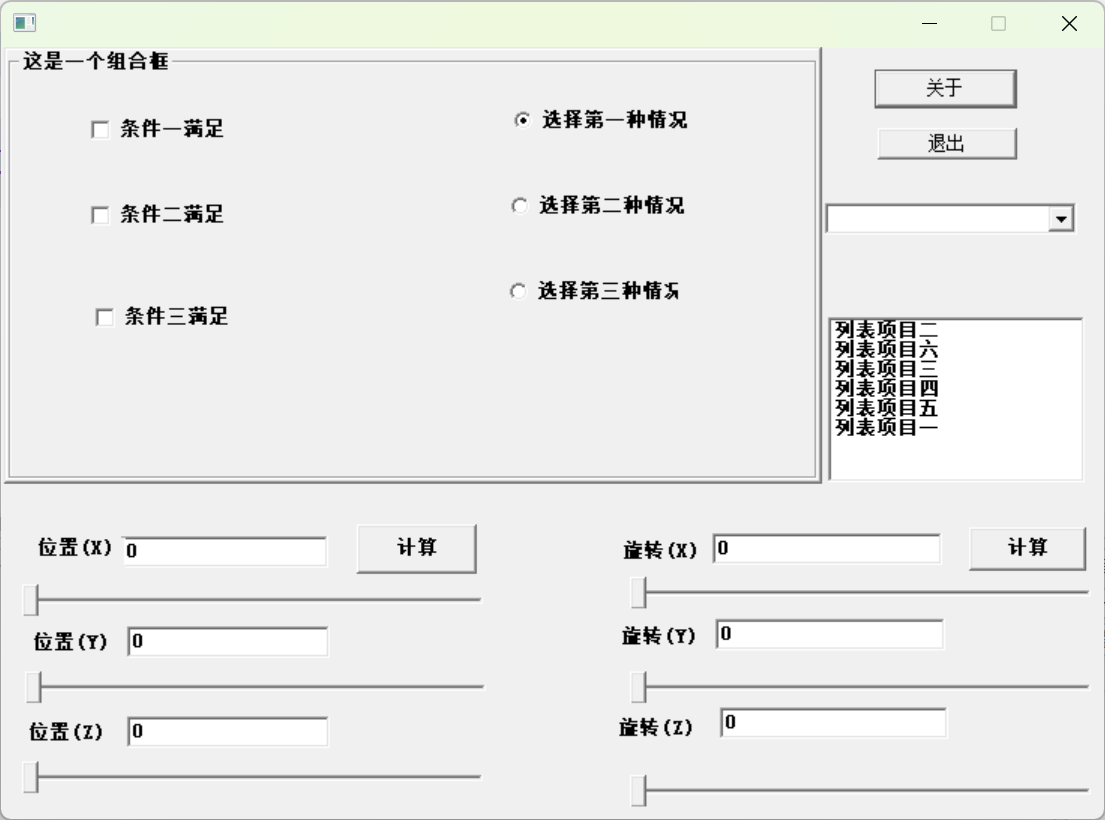 这是一个组合框
条件一满足
条件二满足
条件三满足
选择第一种情况
选择第二种情况
选择第三种情况
关于
退出
列表项目二
列表项目六
列表项目三
列表项目四
列表项目五
列表项目一
位置(X) 0 计算
位置(Y) 0
位置(Z) 0
旋转(X) 0 计算
旋转(Y) 0
旋转(Z) 0